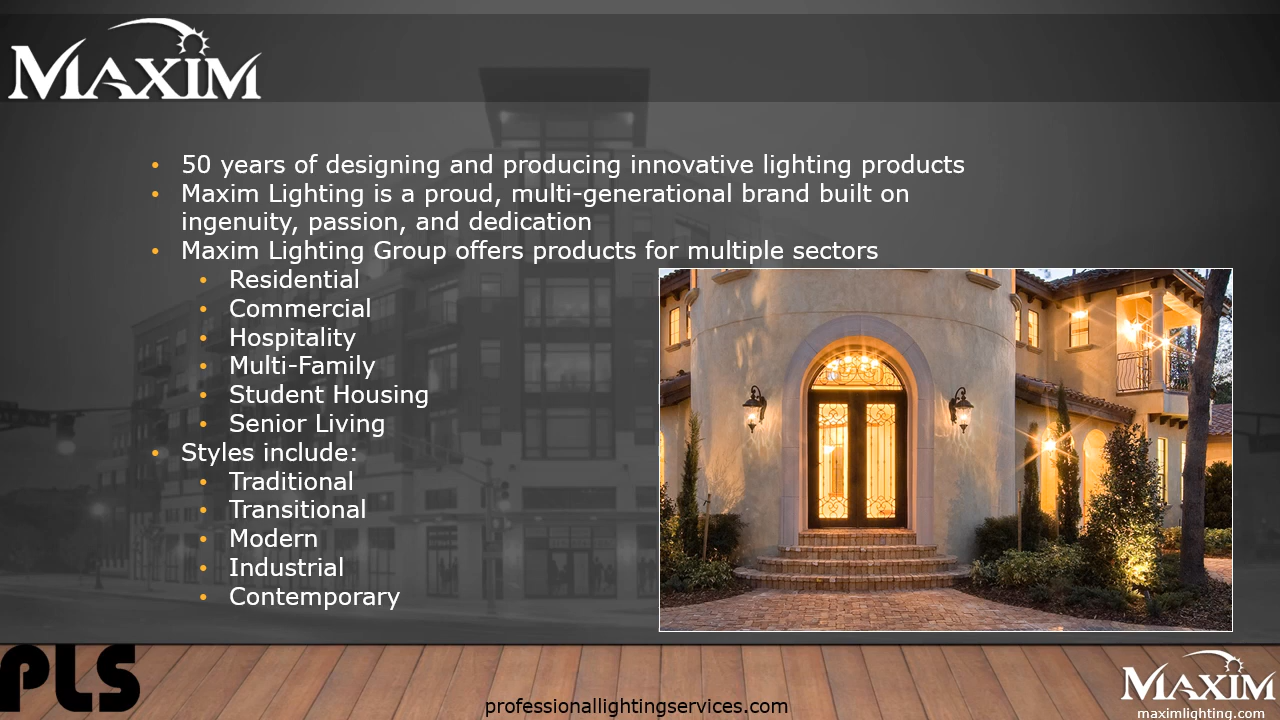 MAXIM
• 50 years of designing and producing innovative lighting products
• Maxim Lighting is a proud, multi-generational brand built on
ingenuity, passion, and dedication
• Maxim Lighting Group offers products for multiple sectors
• Residential
• Commercial
• Hospitality
• Multi-Family
• Student Housing
• Senior Living
• Styles include:
• Traditional
• Transitional
• Modern
• Industrial
• Contemporary
PLS
professionallightingservices.com
MAXIM
maximlighting.com